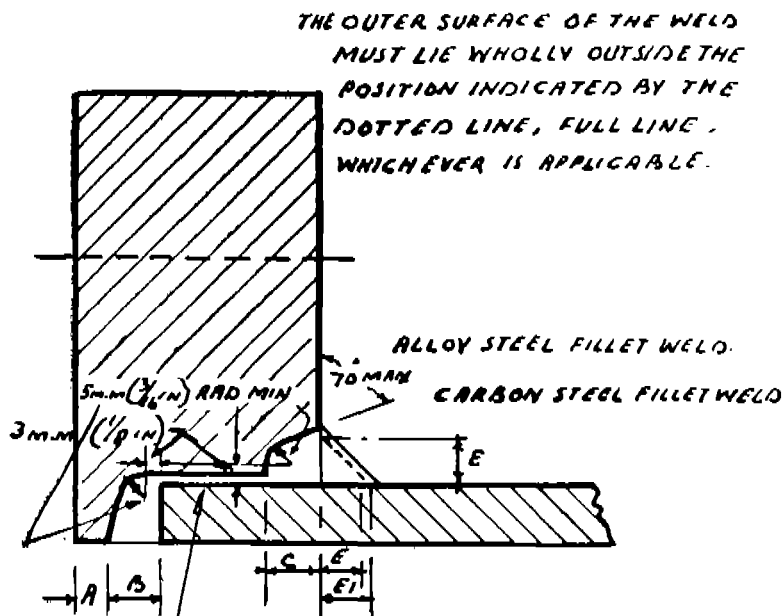 THE OUTER SURFACE OF THE WELD
MUST LIE WHOLLY OUTSIDE THE
POSITION INDICATED BY THE
DOTTED LINE, FULL LINE,
WHICHEVER IS APPLICABLE.
ALLOY STEEL FILLET WELD.
70 MAX
CARBON STEEL FILLET WELD
5m.m (3/16 IN) RAD MIN
3 m.m (1/8 IN)
E
C
E
E1
A
B